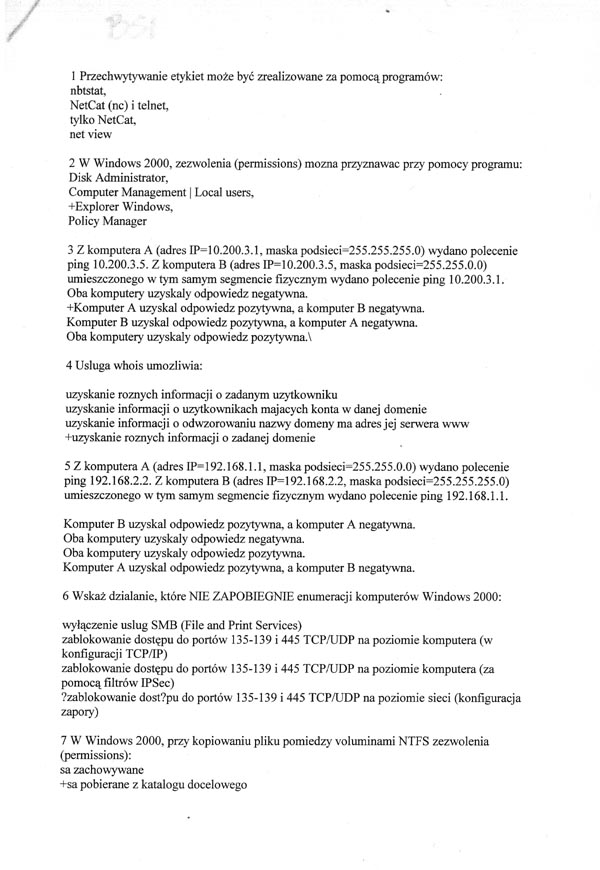 BSI
1 Przechwytywanie etykiet może być zrealizowane za pomocą programów:
nbtstat,
NetCat (nc) i telnet,
tylko NetCat,
net view
2 W Windows 2000, zezwolenia (permissions) mozna przyznawac przy pomocy programu:
Disk Administrator,
Computer Management | Local users,
+Explorer Windows,
Policy Manager
3 Z komputera A (adres IP=10.200.3.1, maska podsieci=255.255.255.0) wydano polecenie
ping 10.200.3.5. Z komputera B (adres IP=10.200.3.5, maska podsieci=255.255.0.0)
umieszczonego w tym samym segmencie fizycznym wydano polecenie ping 10.200.3.1.
Oba komputery uzyskaly odpowiedz negatywna.
+Komputer A uzyskal odpowiedz pozytywna, a komputer B negatywna.
Komputer B uzyskal odpowiedz pozytywna, a komputer A negatywna.
Oba komputery uzyskaly odpowiedz pozytywna.\
4 Usluga whois umozliwia:
uzyskanie roznych informacji o zadanym uzytkowniku
uzyskanie informacji o uzytkownikach majacych konta w danej domenie
uzyskanie informacji o odwzorowaniu nazwy domeny ma adres jej serwera www
+uzyskanie roznych informacji o zadanej domenie
5 Z komputera A (adres IP=192.168.1.1, maska podsieci=255.255.0.0) wydano polecenie
ping 192.168.2.2. Z komputera B (adres IP=192.168.2.2, maska podsieci=255.255.255.0)
umieszczonego w tym samym segmencie fizycznym wydano polecenie ping 192.168.1.1.
Komputer B uzyskal odpowiedz pozytywna, a komputer A negatywna.
Oba komputery uzyskaly odpowiedz negatywna.
Oba komputery uzyskaly odpowiedz pozytywna.
Komputer A uzyskal odpowiedz pozytywna, a komputer B negatywna.
6 Wskaż dzialanie, które NIE ZAPOBIEGNIE enumeracji komputerów Windows 2000:
wyłączenie uslug SMB (File and Print Services)
zablokowanie dostępu do portów 135-139 i 445 TCP/UDP na poziomie komputera (w
konfiguracji TCP/IP)
zablokowanie dostępu do portów 135-139 i 445 TCP/UDP na poziomie komputera (za
pomocą filtrów IPSec)
?zablokowanie dost?pu do portów 135-139 i 445 TCP/UDP na poziomie sieci (konfiguracja
zapory)
7 W Windows 2000, przy kopiowaniu pliku pomiedzy voluminami NTFS zezwolenia
(permissions):
sa zachowywane
+sa pobierane z katalogu docelowego